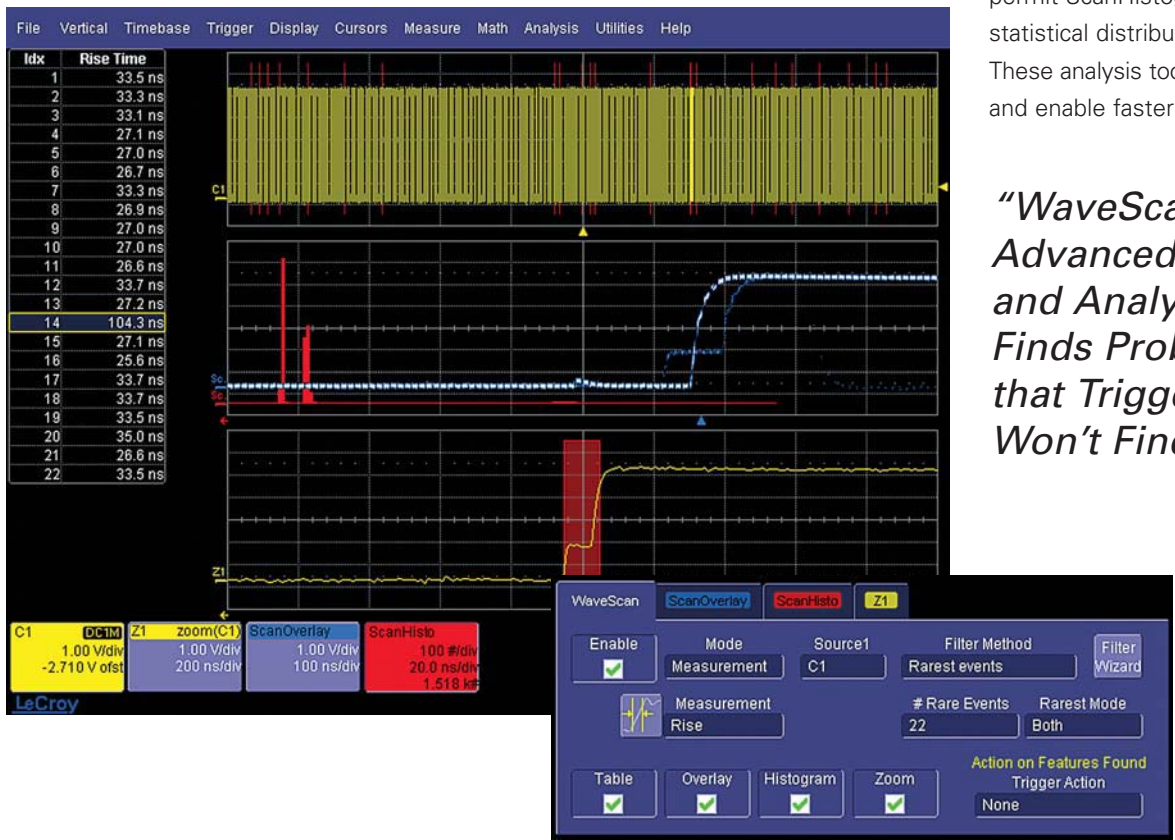 File Vertical Timebase Trigger Display Cursors Measure Math Analysis Utilities Help
Idx Rise Time
1 33.5 ns
2 33.3 ns
3 33.1 ns
4 27.1 ns
5 27.0 ns
6 26.7 ns
7 33.3 ns
8 26.9 ns
9 27.0 ns
10 27.0 ns
11 26.6 ns
12 33.7 ns
13 27.2 ns
14 104.3 ns
15 27.1 ns
16 25.6 ns
17 33.7 ns
18 33.7 ns
19 33.5 ns
20 35.0 ns
21 26.6 ns
22 33.5 ns
C1
Sc
Sc
Z1
C1 DC1M
1.00 V/div
-2.710 V ofst
Z1 zoom(C1)
1.00 V/div
200 ns/div
ScanOverlay
1.00 V/div
100 ns/div
ScanHisto
100 #/div
20.0 ns/div
1.518 k#
LeCroy
WaveScan ScanOverlay ScanHisto Z1
Enable Mode Source1 Filter Method Filter Wizard
Measurement C1 Rarest events
Measurement # Rare Events Rarest Mode
Rise 22 Both
Action on Features Found
Table Overlay Histogram Zoom Trigger Action
None
statistical distribu
These analysis too
and enable faster
"WaveSca
Advanced
and Analy
Finds Prol
that Trigge
Won't Find